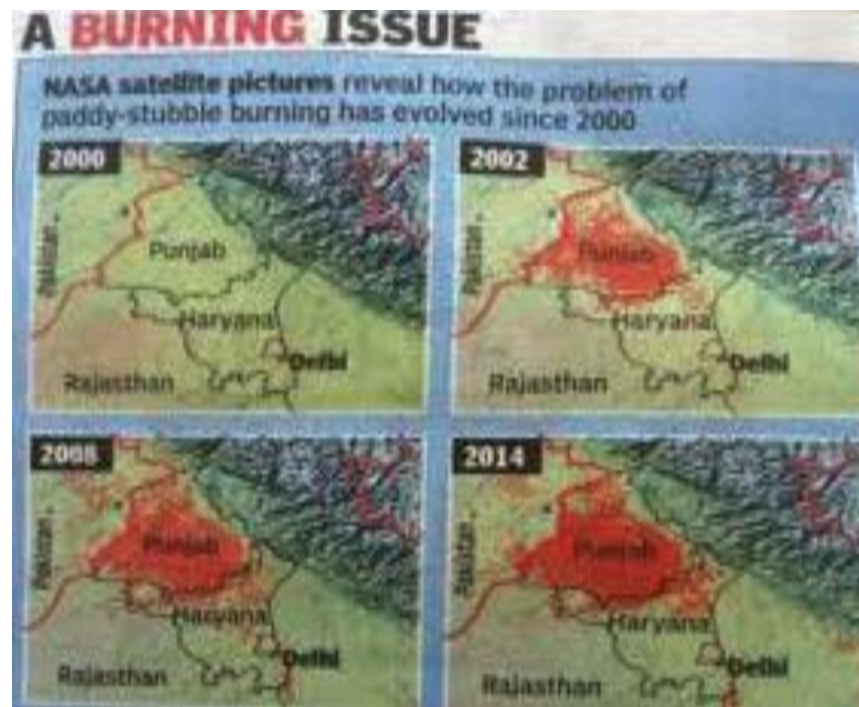 A BURNING ISSUE
NASA satellite pictures reveal how the problem of
paddy-stubble burning has evolved since 2000
2000
Pakistan
Punjab
Haryana
Delhi
Rajasthan
2002
Pakistan
Punjab
Haryana
Delhi
Rajasthan
2008
Pakistan
Punjab
Haryana
Delhi
Rajasthan
2014
Pakistan
Punjab
Haryana
Delhi
Rajasthan